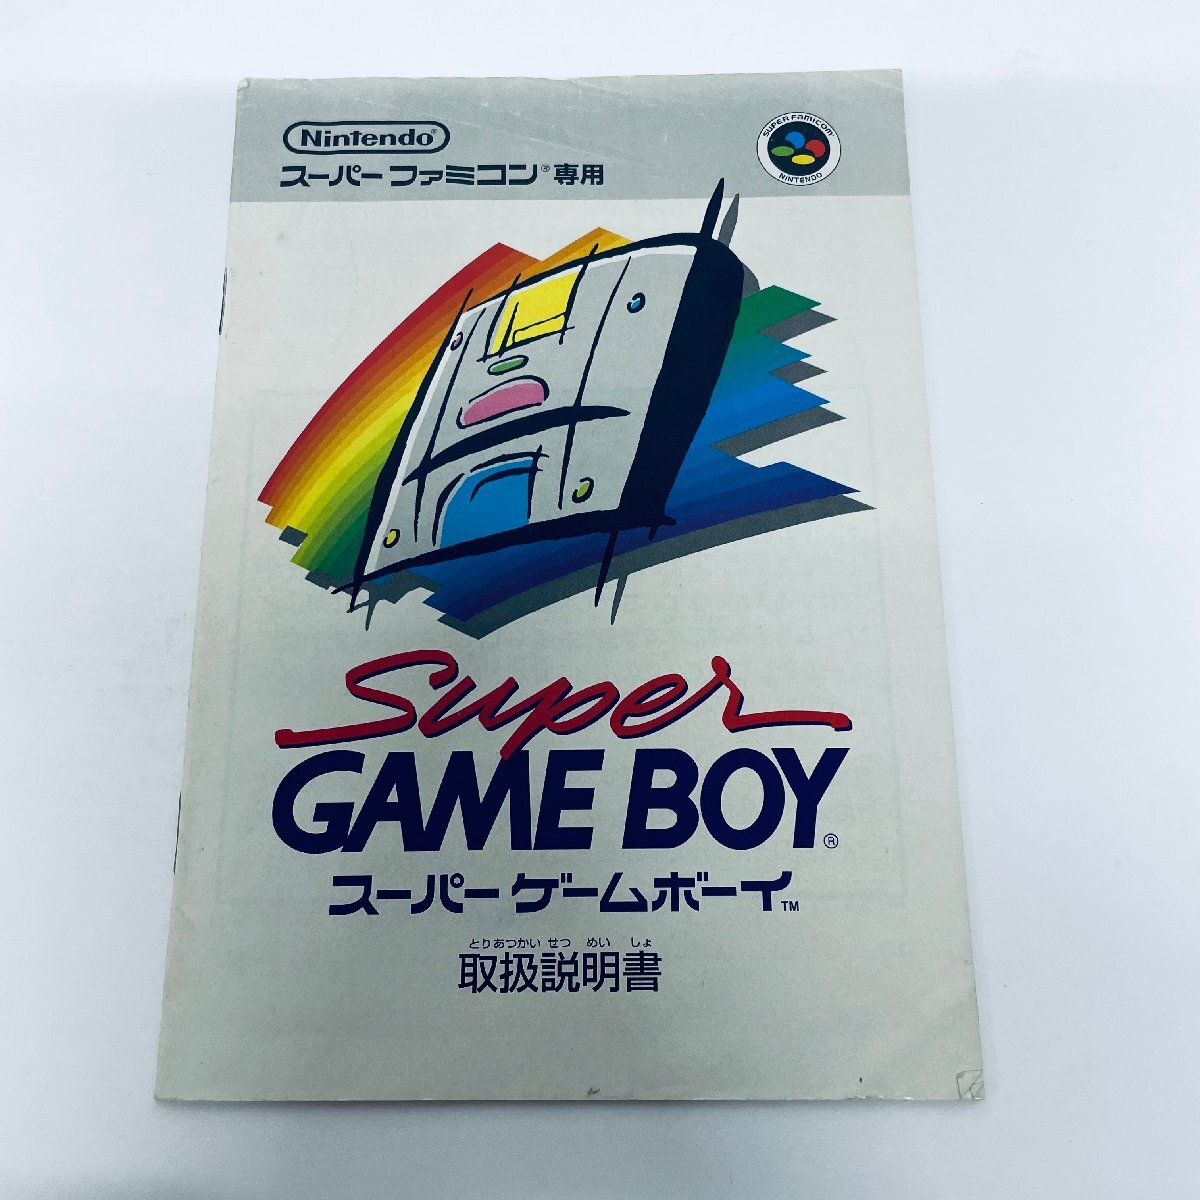 Nintendo®
スーパーファミコン®専用
SUPER FAMICOM
NINTENDO
Super
GAME BOY®
スーパーゲームボーイ™
とりあつかいせつめいしょ
取扱説明書